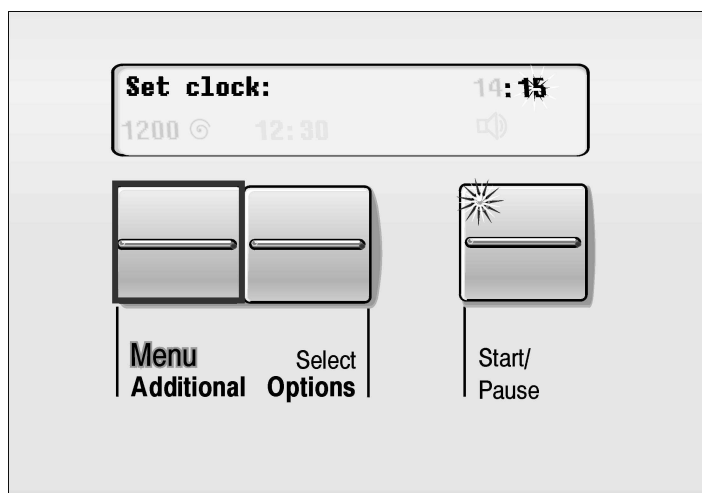 Set clock: 14:15
1200 12:30
Menu Select
Additional Options
Start/
Pause